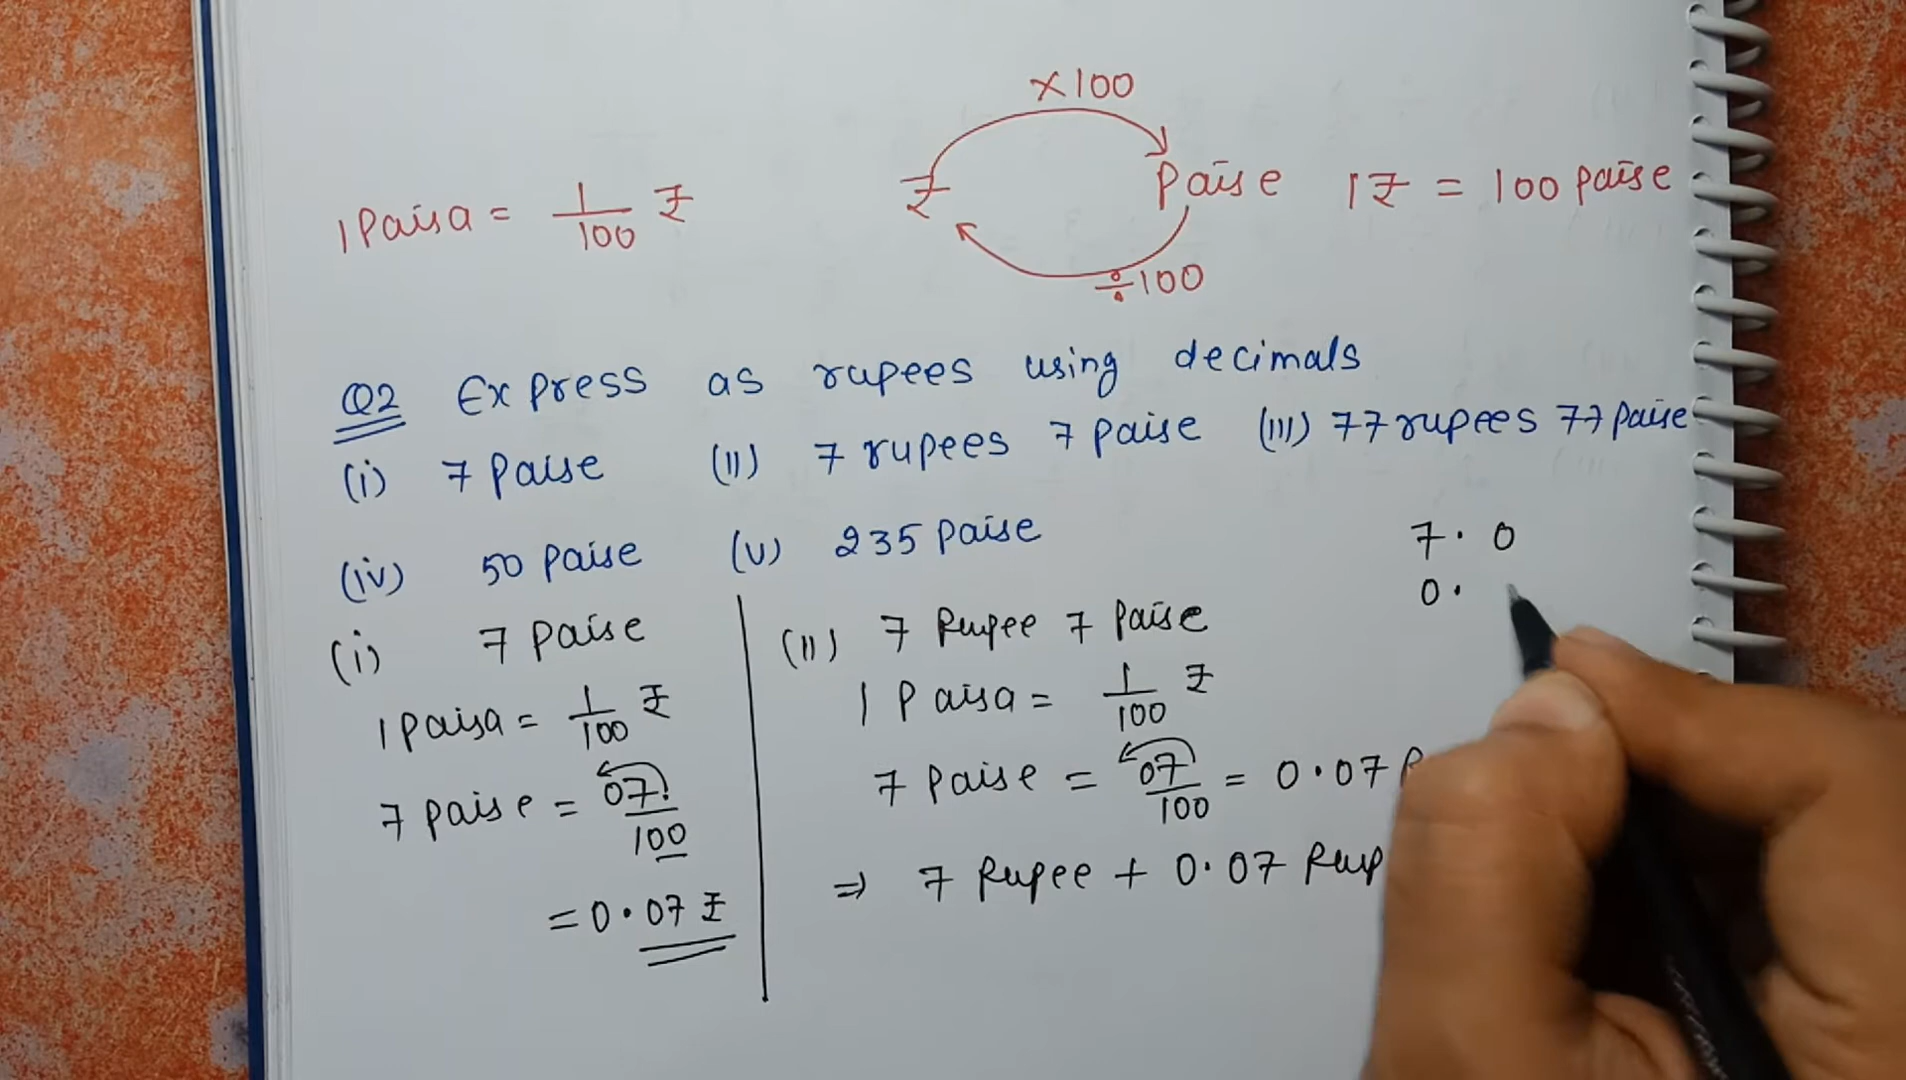 ×100
1 Paisa = 1/100 ₹
₹ Paise 1₹ = 100 paise
÷100
Q2 Express as rupees using decimals
(i) 7 Paise (II) 7 rupees 7 paise (III) 77 rupees 77 paise
(iv) 50 paise (v) 235 paise
7.0
0.
(i) 7 Paise
1 paisa = 1/100 ₹
7 paise = 07./100
= 0.07 ₹
(II) 7 Rupee 7 Paise
1 Paisa = 1/100 ₹
7 paise = 07/100 = 0.07
⇒ 7 Rupee + 0.07 Rup